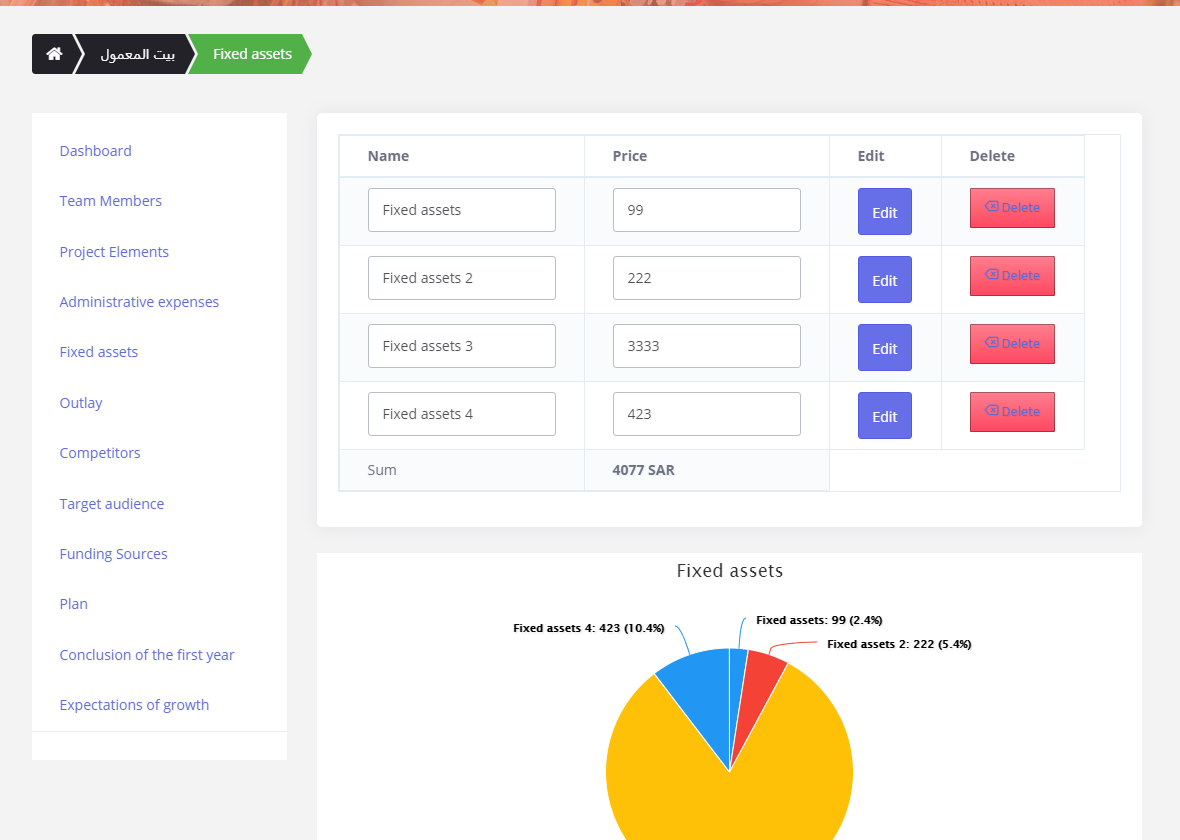 بيت المعمول Fixed assets
Dashboard
Team Members
Project Elements
Administrative expenses
Fixed assets
Outlay
Competitors
Target audience
Funding Sources
Plan
Conclusion of the first year
Expectations of growth
Name Price Edit Delete
Fixed assets 99 Edit Delete
Fixed assets 2 222 Edit Delete
Fixed assets 3 3333 Edit Delete
Fixed assets 4 423 Edit Delete
Sum 4077 SAR
Fixed assets
Fixed assets: 99 (2.4%)
Fixed assets 4: 423 (10.4%)
Fixed assets 2: 222 (5.4%)